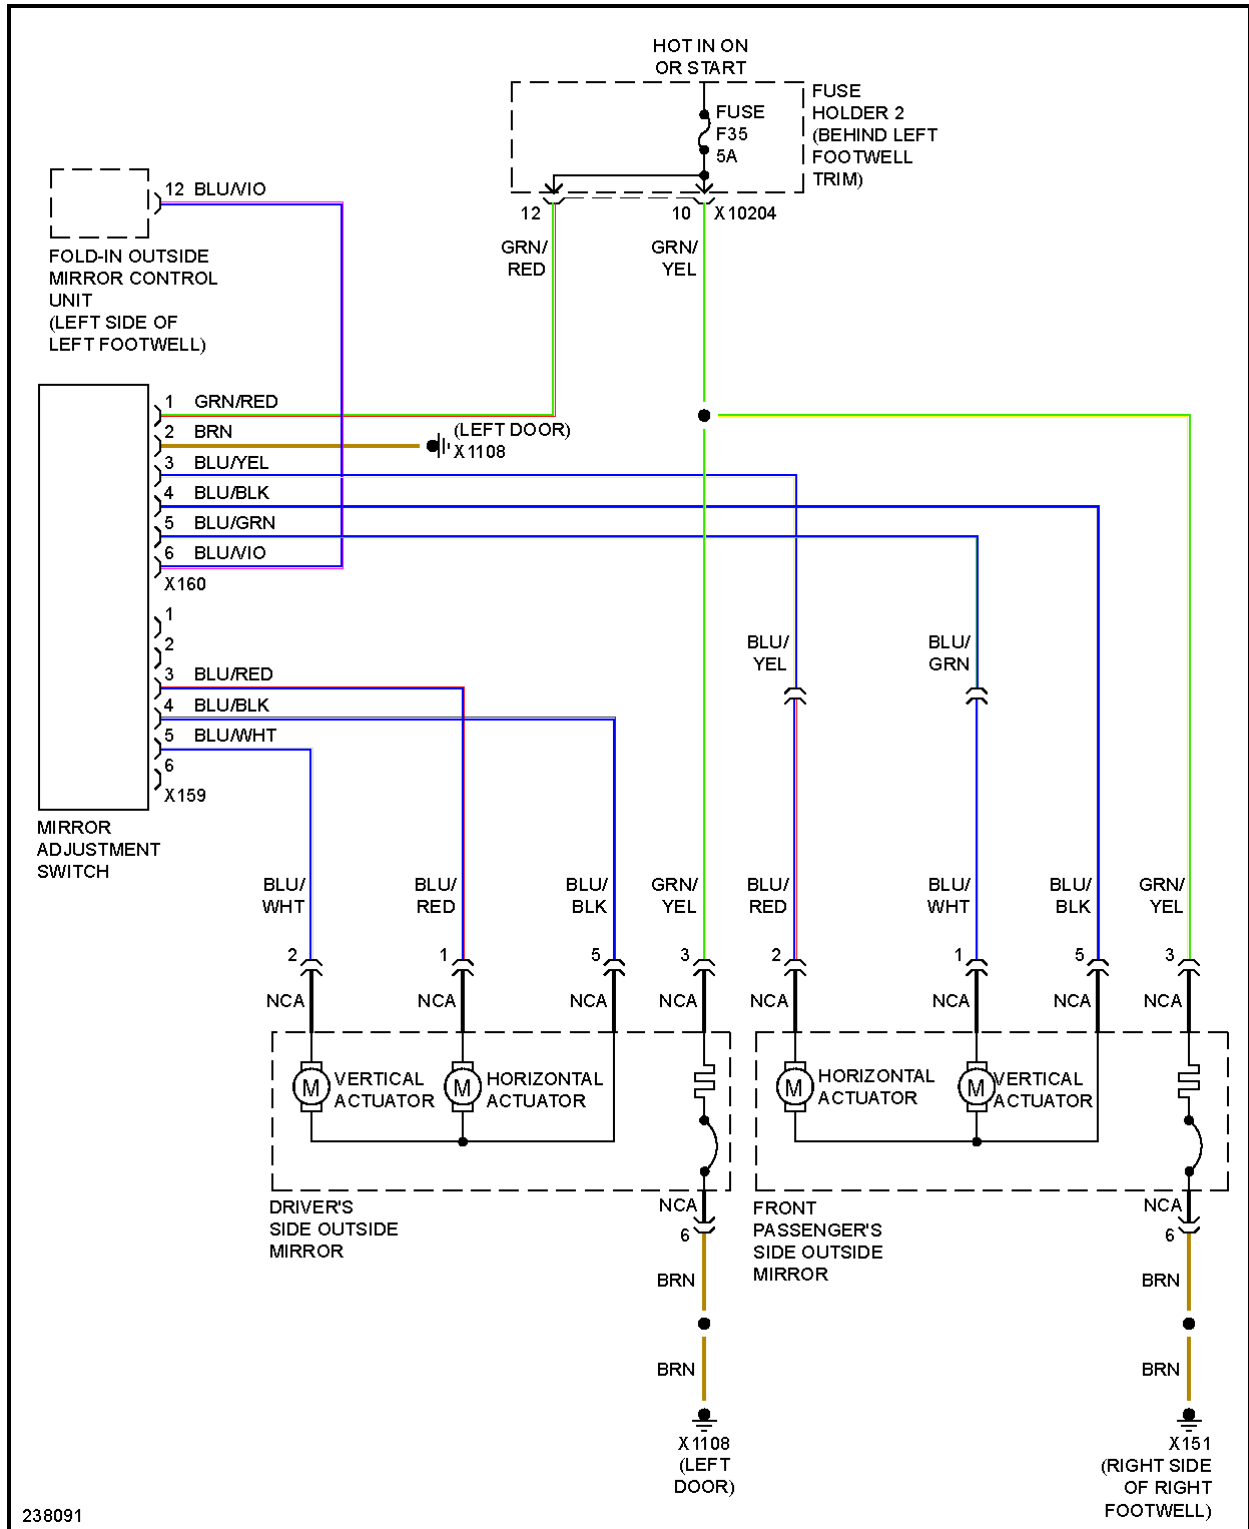 HOT IN ON
OR START
FUSE
F35
5A
FUSE
HOLDER 2
(BEHIND LEFT
FOOTWELL
TRIM)
12
10
X10204
GRN/
RED
GRN/
YEL
12 BLU/VIO
FOLD-IN OUTSIDE
MIRROR CONTROL
UNIT
(LEFT SIDE OF
LEFT FOOTWELL)
1 GRN/RED
2 BRN
3 BLU/YEL
4 BLU/BLK
5 BLU/GRN
6 BLU/VIO
X160
(LEFT DOOR)
X1108
1
2
3 BLU/RED
4 BLU/BLK
5 BLU/WHT
6
X159
MIRROR
ADJUSTMENT
SWITCH
BLU/
YEL
BLU/
GRN
BLU/
WHT
BLU/
RED
BLU/
BLK
GRN/
YEL
BLU/
RED
BLU/
WHT
BLU/
BLK
GRN/
YEL
2
1
5
3
2
1
5
3
NCA
NCA
NCA
NCA
NCA
NCA
NCA
NCA
M
VERTICAL
ACTUATOR
M
HORIZONTAL
ACTUATOR
M
HORIZONTAL
ACTUATOR
M
VERTICAL
ACTUATOR
DRIVER'S
SIDE OUTSIDE
MIRROR
NCA
6
BRN
BRN
X1108
(LEFT
DOOR)
FRONT
PASSENGER'S
SIDE OUTSIDE
MIRROR
NCA
6
BRN
BRN
X151
(RIGHT SIDE
OF RIGHT
FOOTWELL)
238091